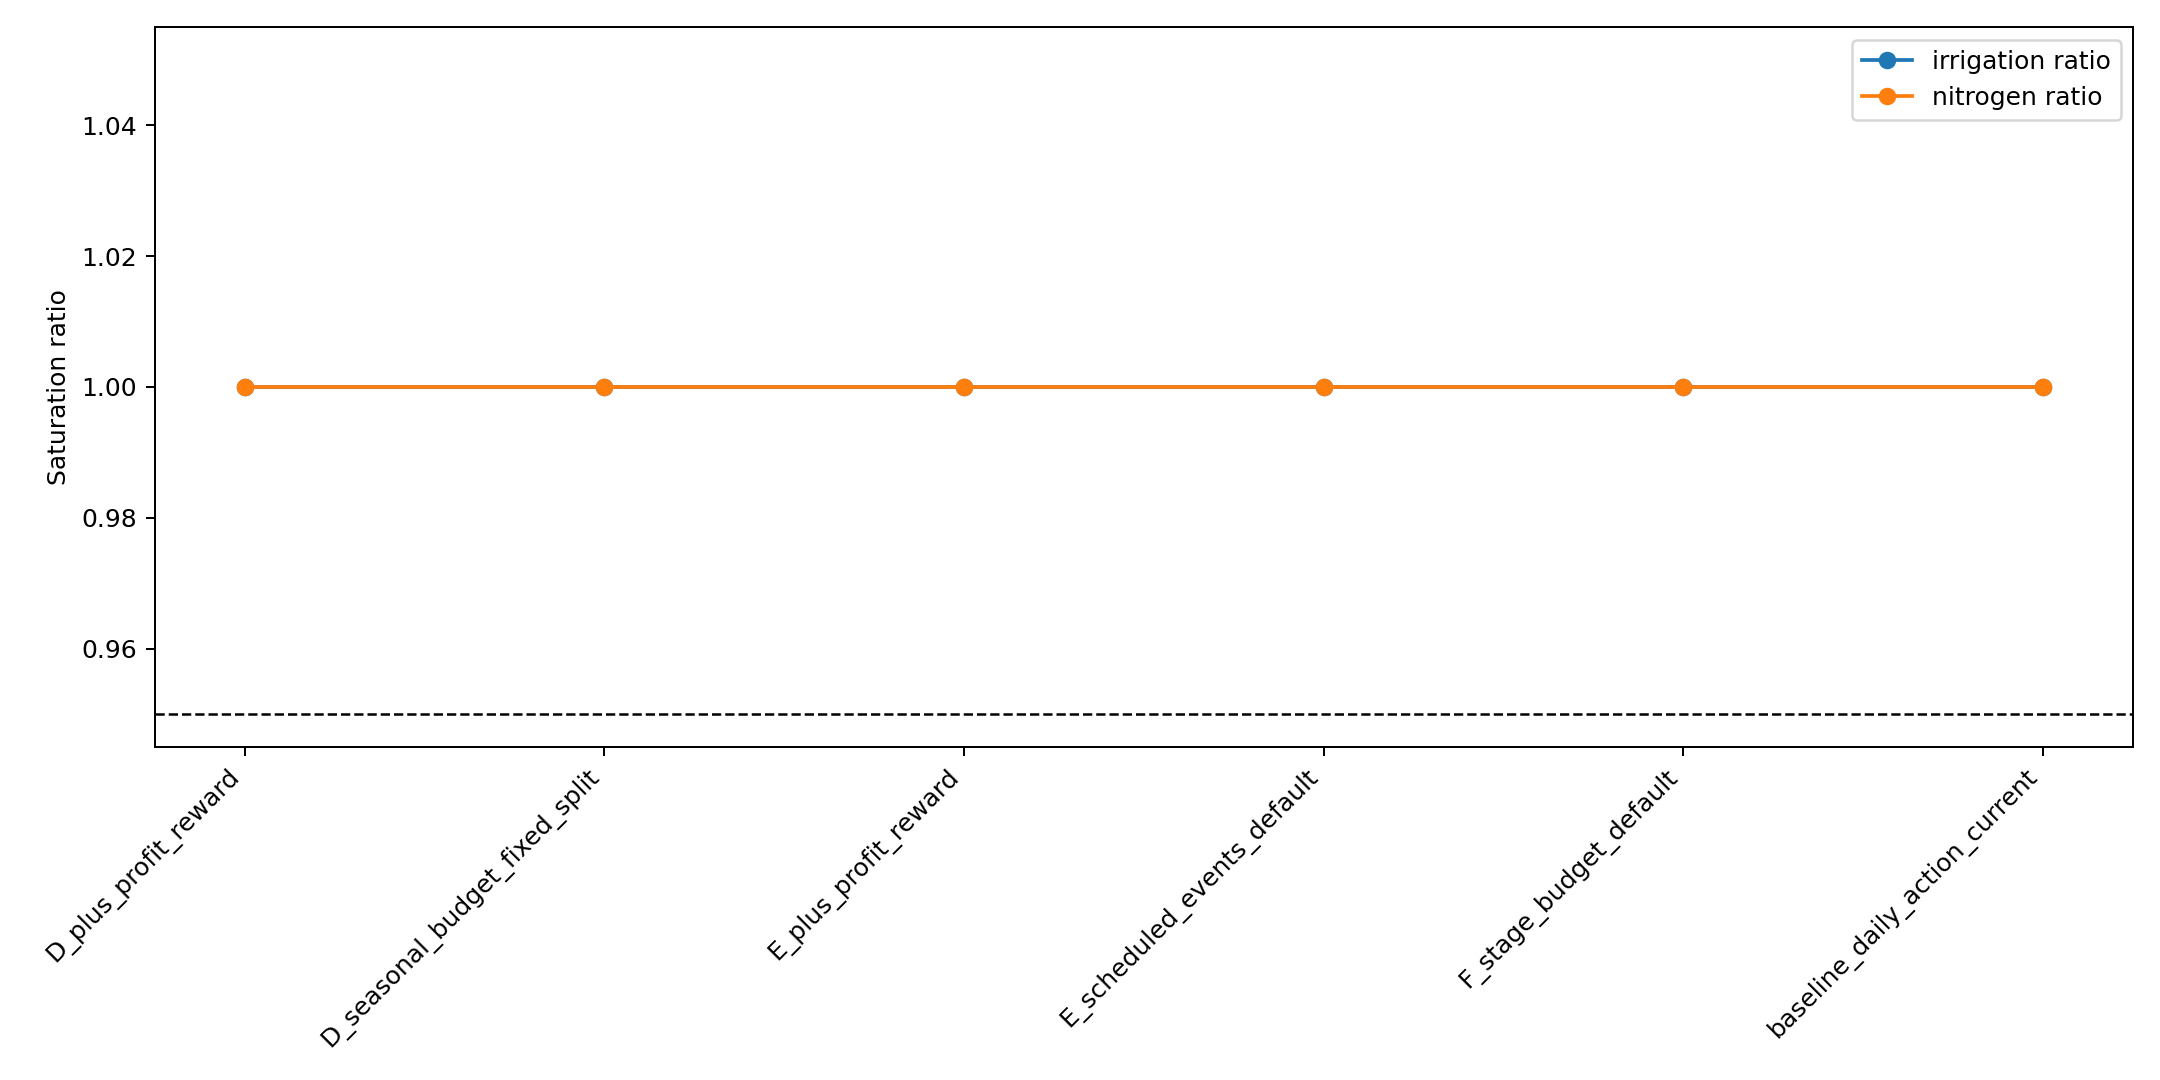 irrigation ratio
nitrogen ratio
1.04
1.02
1.00
0.98
0.96
Saturation ratio
D_plus_profit_reward
D_seasonal_budget_fixed_split
E_plus_profit_reward
E_scheduled_events_default
F_stage_budget_default
baseline_daily_action_current